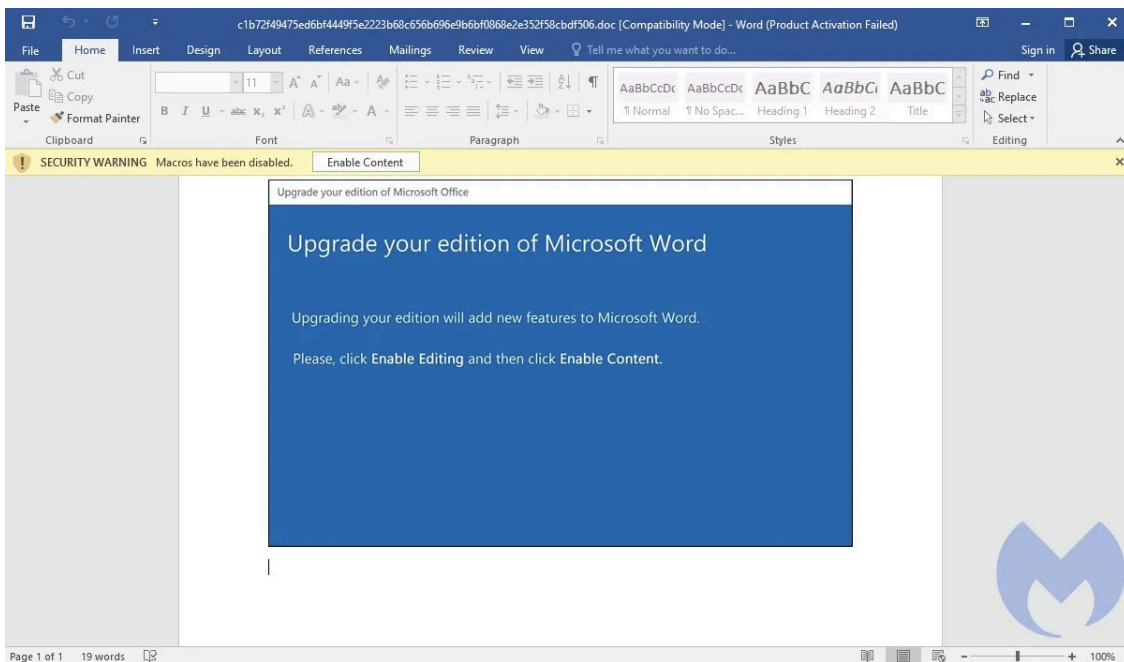 c1b72f49475ed6bf4449f5e2223b68c656b696e9b6bf0868e2e352f58cbdf506.doc [Compatibility Mode] - Word (Product Activation Failed)
File Home Insert Design Layout References Mailings Review View Tell me what you want to do... Sign in Share
Cut
Copy
Paste
Format Painter
Clipboard
11 A A Aa
B I U abc X₂ X² A A
Font
Paragraph
AaBbCcDc AaBbCcDc AaBbC AaBbC AaBbC
¶ Normal ¶ No Spac... Heading 1 Heading 2 Title
Styles
Find
Replace
Select
Editing
SECURITY WARNING Macros have been disabled. Enable Content
Upgrade your edition of Microsoft Office
Upgrade your edition of Microsoft Word
Upgrading your edition will add new features to Microsoft Word.
Please, click Enable Editing and then click Enable Content.
Page 1 of 1 19 words 100%